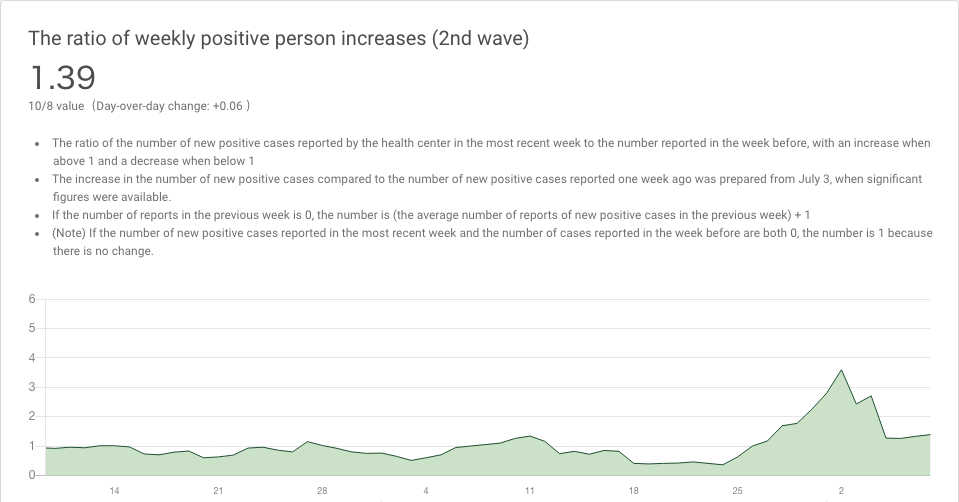 The ratio of weekly positive person increases (2nd wave)
1.39
10/8 value（Day-over-day change: +0.06 ）
• The ratio of the number of new positive cases reported by the health center in the most recent week to the number reported in the week before, with an increase when
above 1 and a decrease when below 1
• The increase in the number of new positive cases compared to the number of new positive cases reported one week ago was prepared from July 3, when significant
figures were available.
• If the number of reports in the previous week is 0, the number is (the average number of reports of new positive cases in the previous week) + 1
• (Note) If the number of new positive cases reported in the most recent week and the number of cases reported in the week before are both 0, the number is 1 because
there is no change.
6
5
4
3
2
1
0
14 21 28 4 11 18 25 2